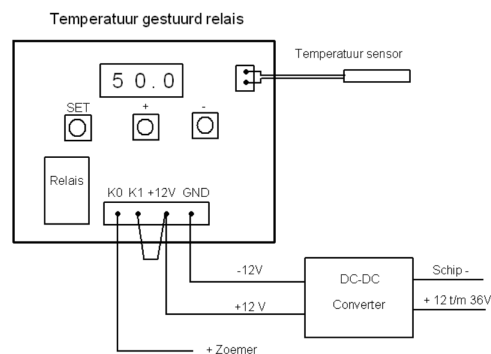 Temperatuur gestuurd relais
Temperatuur sensor
50.0
SET + -
Relais
K0 K1 +12V GND
-12V
+12 V
DC-DC
Converter
Schip -
+ 12 t/m 36V
+ Zoemer